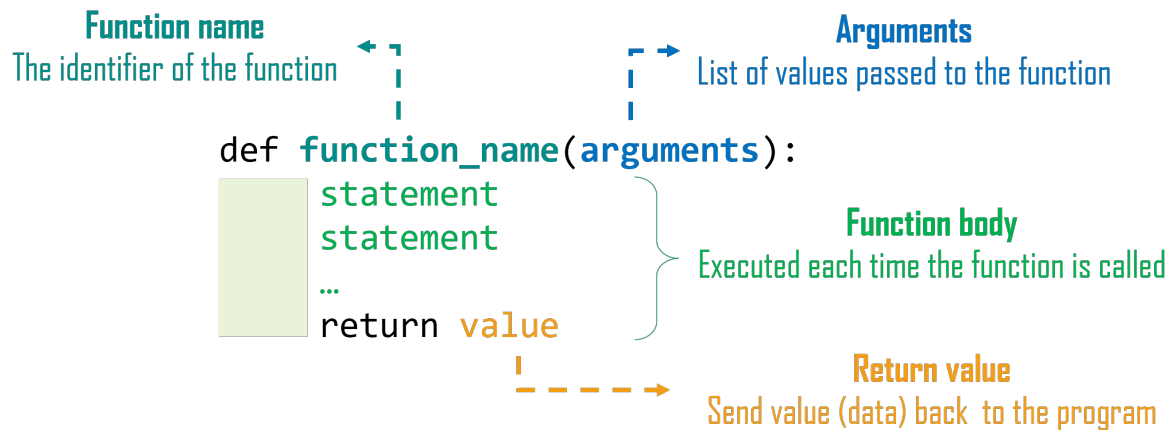 Function name
The identifier of the function
Arguments
List of values passed to the function
def function_name(arguments):
statement
statement
…
return value
Function body
Executed each time the function is called
Return value
Send value (data) back  to the program